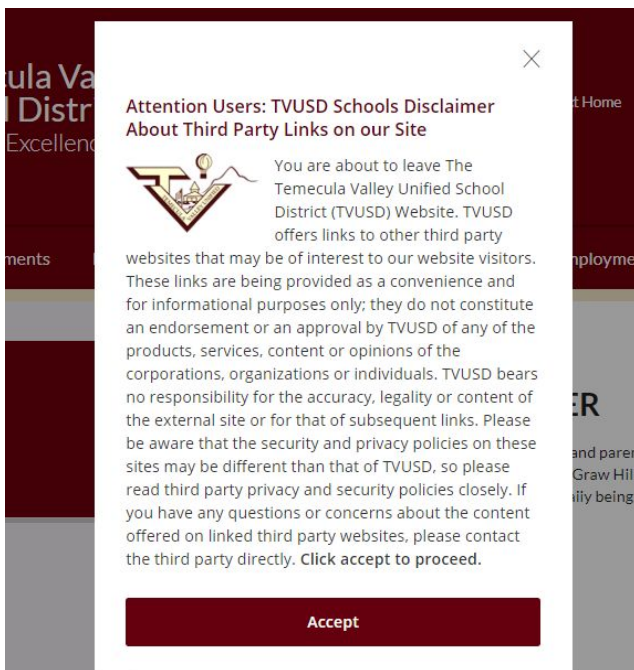 ula Va
Distr
Excellenc
t Home
ments
mployme
Attention Users: TVUSD Schools Disclaimer
About Third Party Links on our Site
TEMECULA VALLEY UNIFIED
You are about to leave The
Temecula Valley Unified School
District (TVUSD) Website. TVUSD
offers links to other third party
websites that may be of interest to our website visitors.
These links are being provided as a convenience and
for informational purposes only; they do not constitute
an endorsement or an approval by TVUSD of any of the
products, services, content or opinions of the
corporations, organizations or individuals. TVUSD bears
no responsibility for the accuracy, legality or content of
the external site or for that of subsequent links. Please
be aware that the security and privacy policies on these
sites may be different than that of TVUSD, so please
read third party privacy and security policies closely. If
you have any questions or concerns about the content
offered on linked third party websites, please contact
the third party directly. Click accept to proceed.
Accept
ER
and paren
Graw Hil
aily being